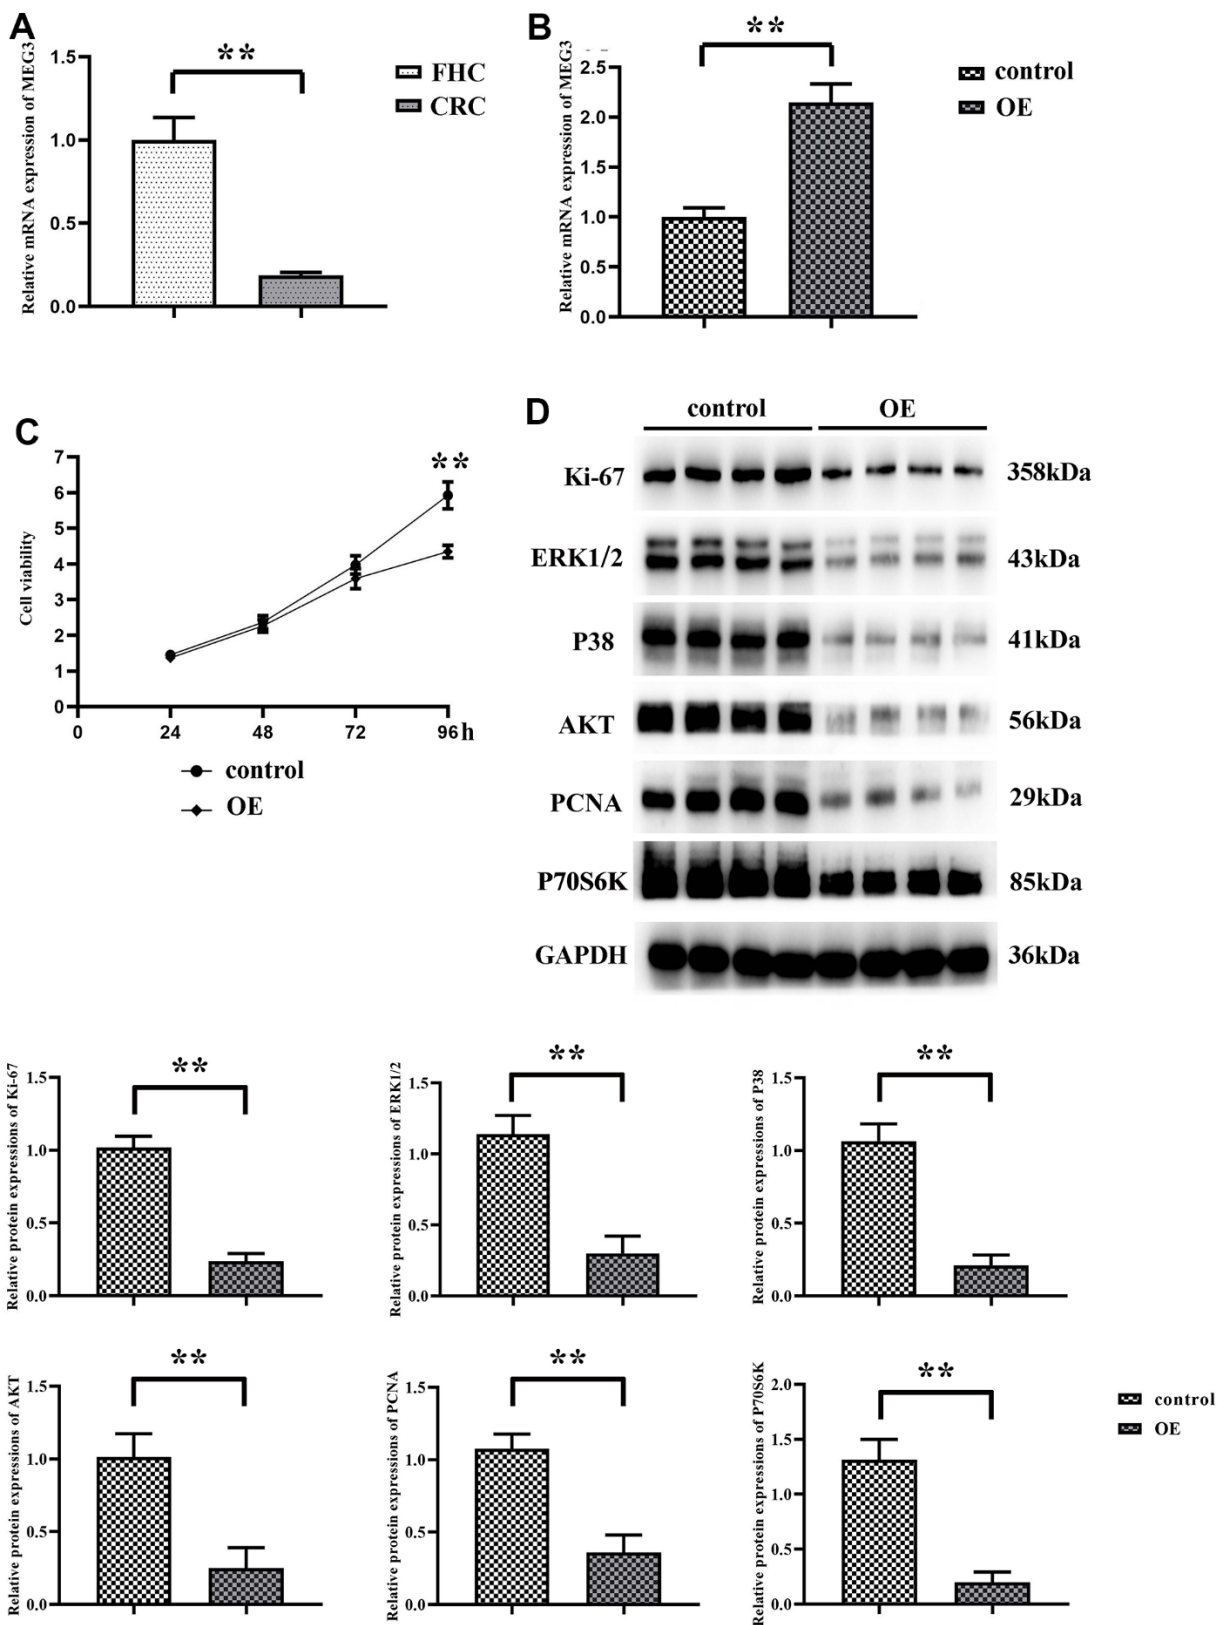 A
Relative mRNA expression of MEG3
1.5
1.0
0.5
0.0
**
FHC
CRC
B
Relative mRNA expression of MEG3
2.5
2.0
1.5
1.0
0.5
0.0
**
control
OE
C
Cell viability
7
6
5
4
3
2
1
0
**
0 24 48 72 96 h
control
OE
D
control OE
Ki-67 358kDa
ERK1/2 43kDa
P38 41kDa
AKT 56kDa
PCNA 29kDa
P70S6K 85kDa
GAPDH 36kDa
Relative protein expressions of Ki-67
1.5
1.0
0.5
0.0
**
Relative protein expressions of ERK1/2
1.5
1.0
0.5
0.0
**
Relative protein expressions of P38
1.5
1.0
0.5
0.0
**
Relative protein expressions of AKT
1.5
1.0
0.5
0.0
**
Relative protein expressions of PCNA
1.5
1.0
0.5
0.0
**
Relative protein expressions of P70S6K
2.0
1.5
1.0
0.5
0.0
**
control
OE